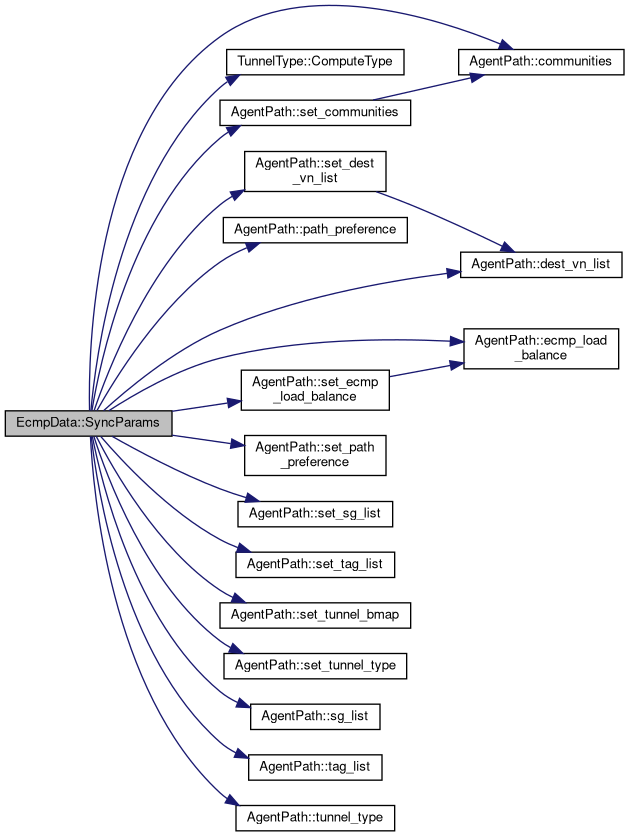 AgentPath::communities
TunnelType::ComputeType
AgentPath::set_communities
AgentPath::set_dest
_vn_list
AgentPath::path_preference
AgentPath::dest_vn_list
AgentPath::ecmp_load
_balance
AgentPath::set_ecmp
_load_balance
EcmpData::SyncParams
AgentPath::set_path
_preference
AgentPath::set_sg_list
AgentPath::set_tag_list
AgentPath::set_tunnel_bmap
AgentPath::set_tunnel_type
AgentPath::sg_list
AgentPath::tag_list
AgentPath::tunnel_type